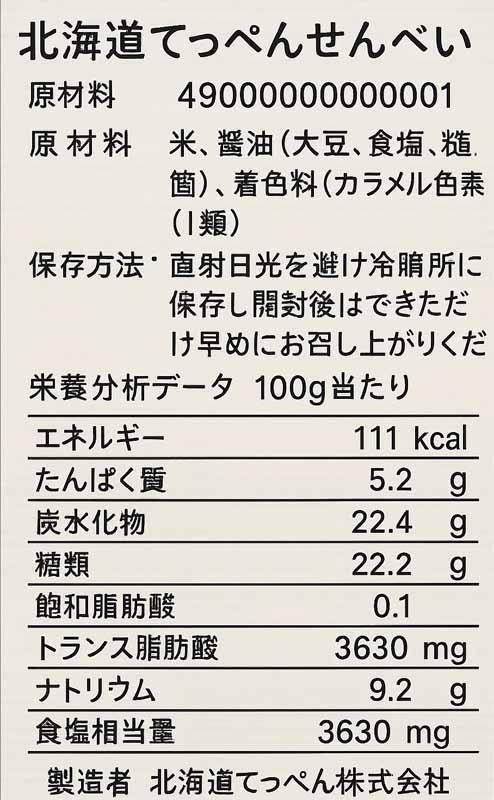 北海道てっぺんせんべい
原材料 49000000000001
原材料 米、醤油(大豆、食塩、糙.
箇)、着色料(カラメル色素
(1類)
保存方法・直射日光を避け冷暗所に
保存し開封後はできただ
け早めにお召し上がりくだ
栄養分析データ 100g当たり
エネルギー 111 kcal
たんぱく質 5.2 g
炭水化物 22.4 g
糖類 22.2 g
飽和脂肪酸 0.1
トランス脂肪酸 3630 mg
ナトリウム 9.2 g
食塩相当量 3630 mg
製造者 北海道てっぺん株式会社